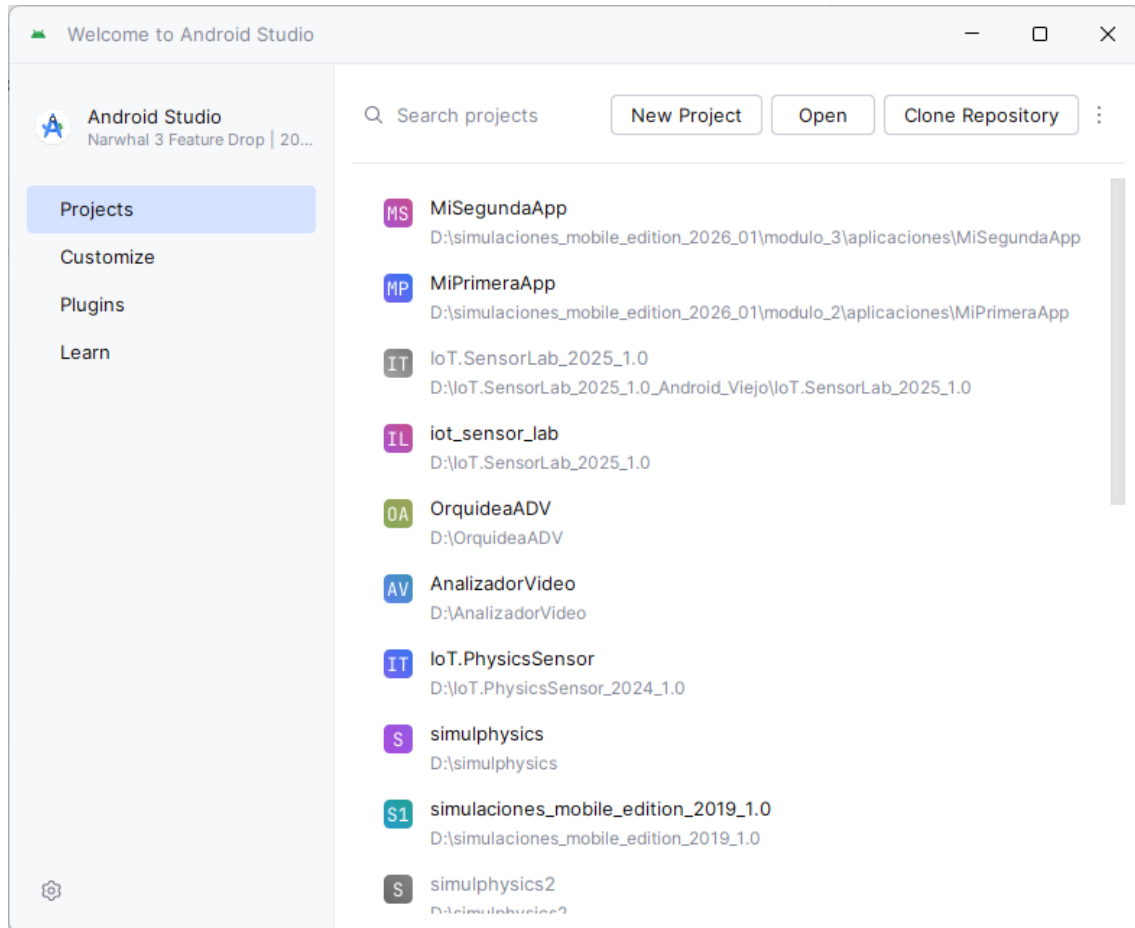 Welcome to Android Studio
Android Studio
Narwhal 3 Feature Drop | 20...
Projects
Customize
Plugins
Learn
Search projects
New Project
Open
Clone Repository
MS
MiSegundaApp
D:\simulaciones_mobile_edition_2026_01\modulo_3\aplicaciones\MiSegundaApp
MP
MiPrimeraApp
D:\simulaciones_mobile_edition_2026_01\modulo_2\aplicaciones\MiPrimeraApp
IT
IoT.SensorLab_2025_1.0
D:\IoT.SensorLab_2025_1.0_Android_Viejo\IoT.SensorLab_2025_1.0
IL
iot_sensor_lab
D:\IoT.SensorLab_2025_1.0
OA
OrquideaADV
D:\OrquideaADV
AV
AnalizadorVideo
D:\AnalizadorVideo
IT
IoT.PhysicsSensor
D:\IoT.PhysicsSensor_2024_1.0
S
simulphysics
D:\simulphysics
S1
simulaciones_mobile_edition_2019_1.0
D:\simulaciones_mobile_edition_2019_1.0
S
simulphysics2
D:\simulphysics2